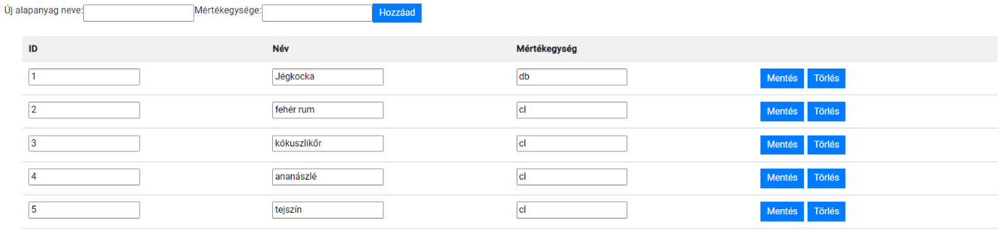 Új alapanyag neve: Mértékegysége: Hozzáad
ID Név Mértékegység
1 Jégkocka db Mentés Törlés
2 fehér rum cl Mentés Törlés
3 kókuszlikőr cl Mentés Törlés
4 ananászlé cl Mentés Törlés
5 tejszín cl Mentés Törlés